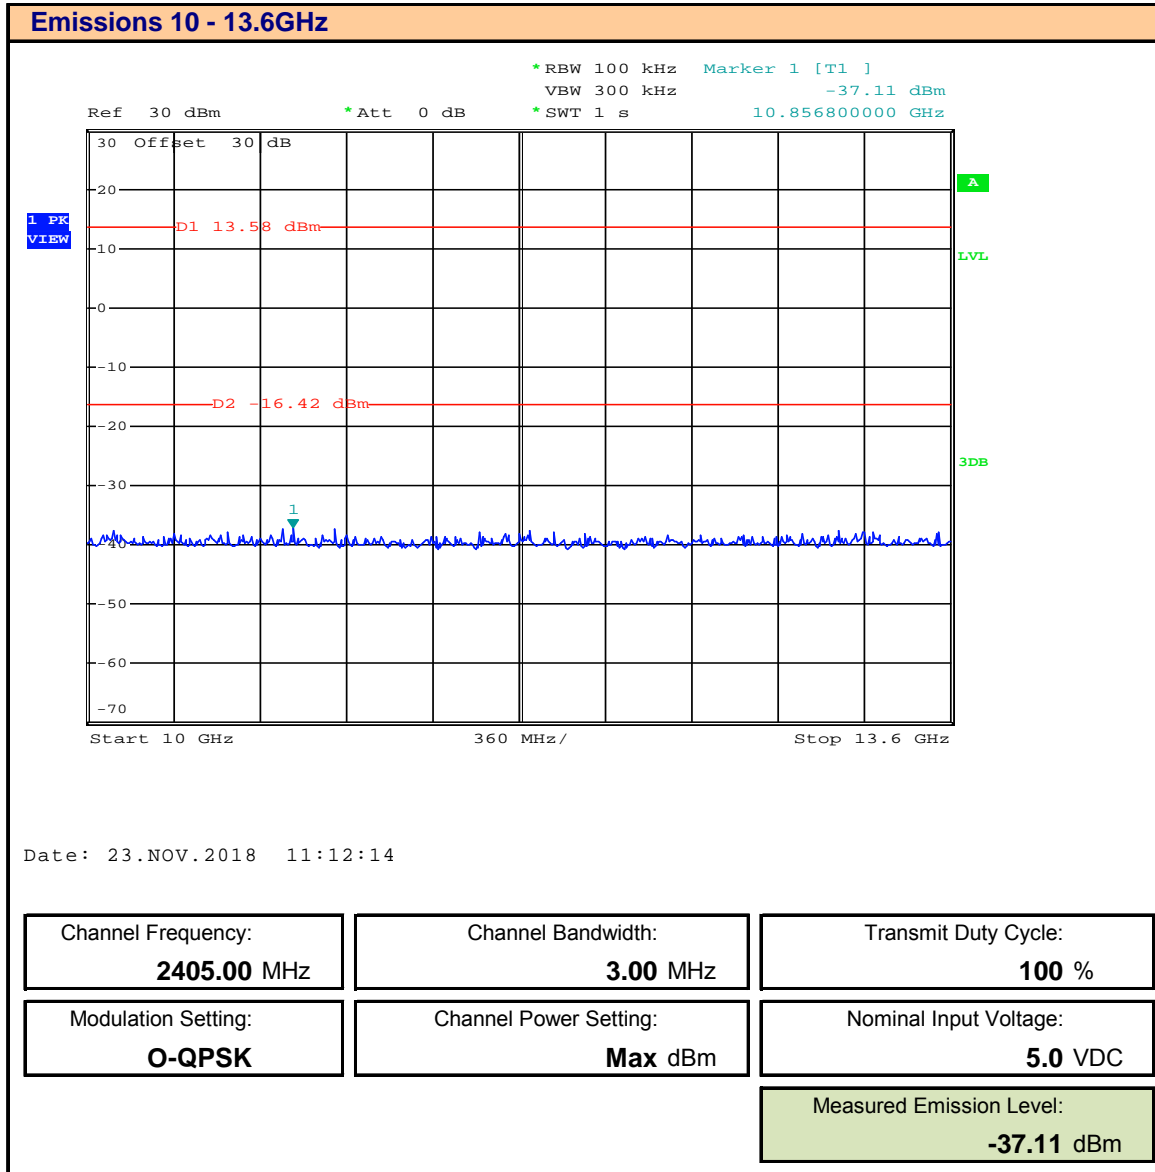 Emissions 10 - 13.6GHz
*RBW 100 kHz Marker 1 [T1 ]
VBW 300 kHz -37.11 dBm
Ref 30 dBm *Att 0 dB *SWT 1 s 10.856800000 GHz
30 Offset 30 dB
20
A
1 PK
VIEW
D1 13.58 dBm
10
LVL
0
-10
D2 -16.42 dBm
-20
3DB
-30
1
-40
-50
-60
-70
Start 10 GHz 360 MHz/ Stop 13.6 GHz
Date: 23.NOV.2018 11:12:14
Channel Frequency: Channel Bandwidth: Transmit Duty Cycle:
2405.00 MHz 3.00 MHz 100 %
Modulation Setting: Channel Power Setting: Nominal Input Voltage:
O-QPSK Max dBm 5.0 VDC
Measured Emission Level:
-37.11 dBm